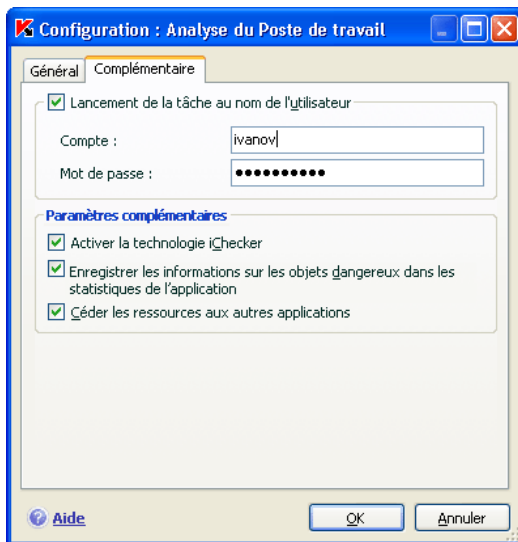 Configuration : Analyse du Poste de travail
Général Complémentaire
Lancement de la tâche au nom de l'utilisateur
Compte : ivanov
Mot de passe : ●●●●●●●●●●
Paramètres complémentaires
Activer la technologie iChecker
Enregistrer les informations sur les objets dangereux dans les
statistiques de l'application
Céder les ressources aux autres applications
Aide OK Annuler